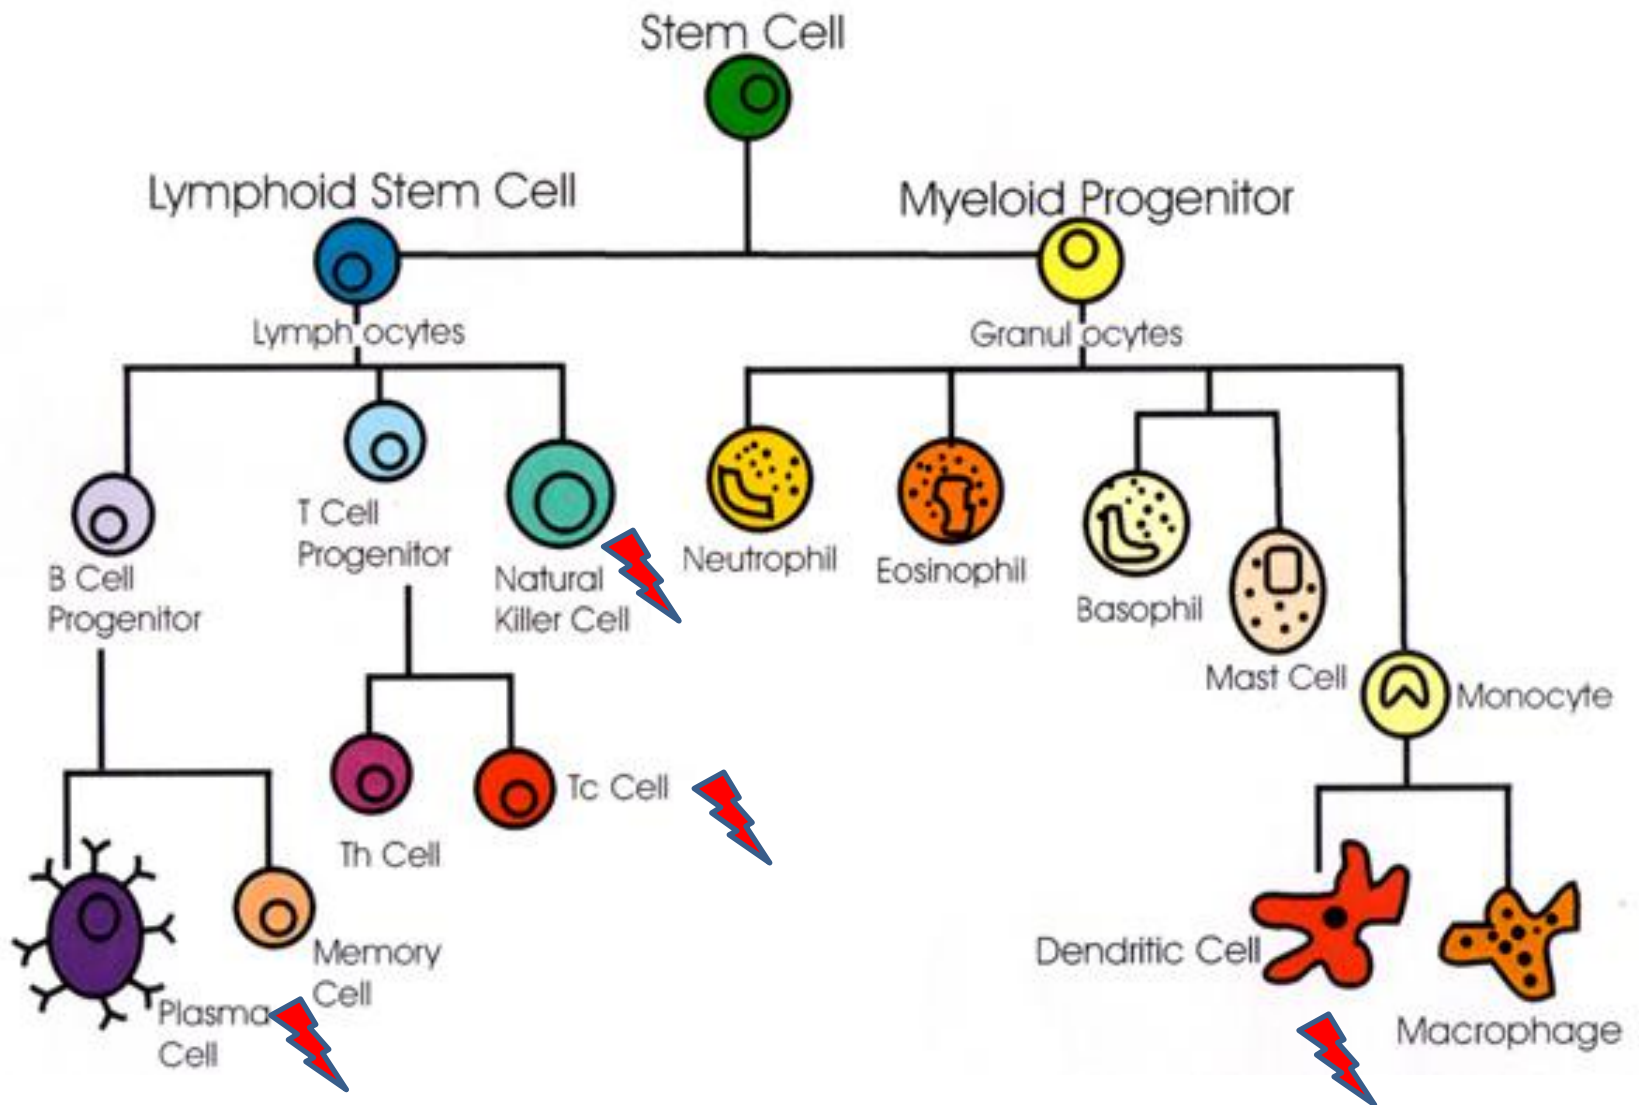 Stem Cell
Lymphoid Stem Cell
Myeloid Progenitor
Lymph ocytes
Granul ocytes
B Cell
Progenitor
T Cell
Progenitor
Natural
Killer Cell
Neutrophil
Eosinophil
Basophil
Mast Cell
Monocyte
Th Cell
Tc Cell
Plasma
Cell
Memory
Cell
Dendritic Cell
Macrophage